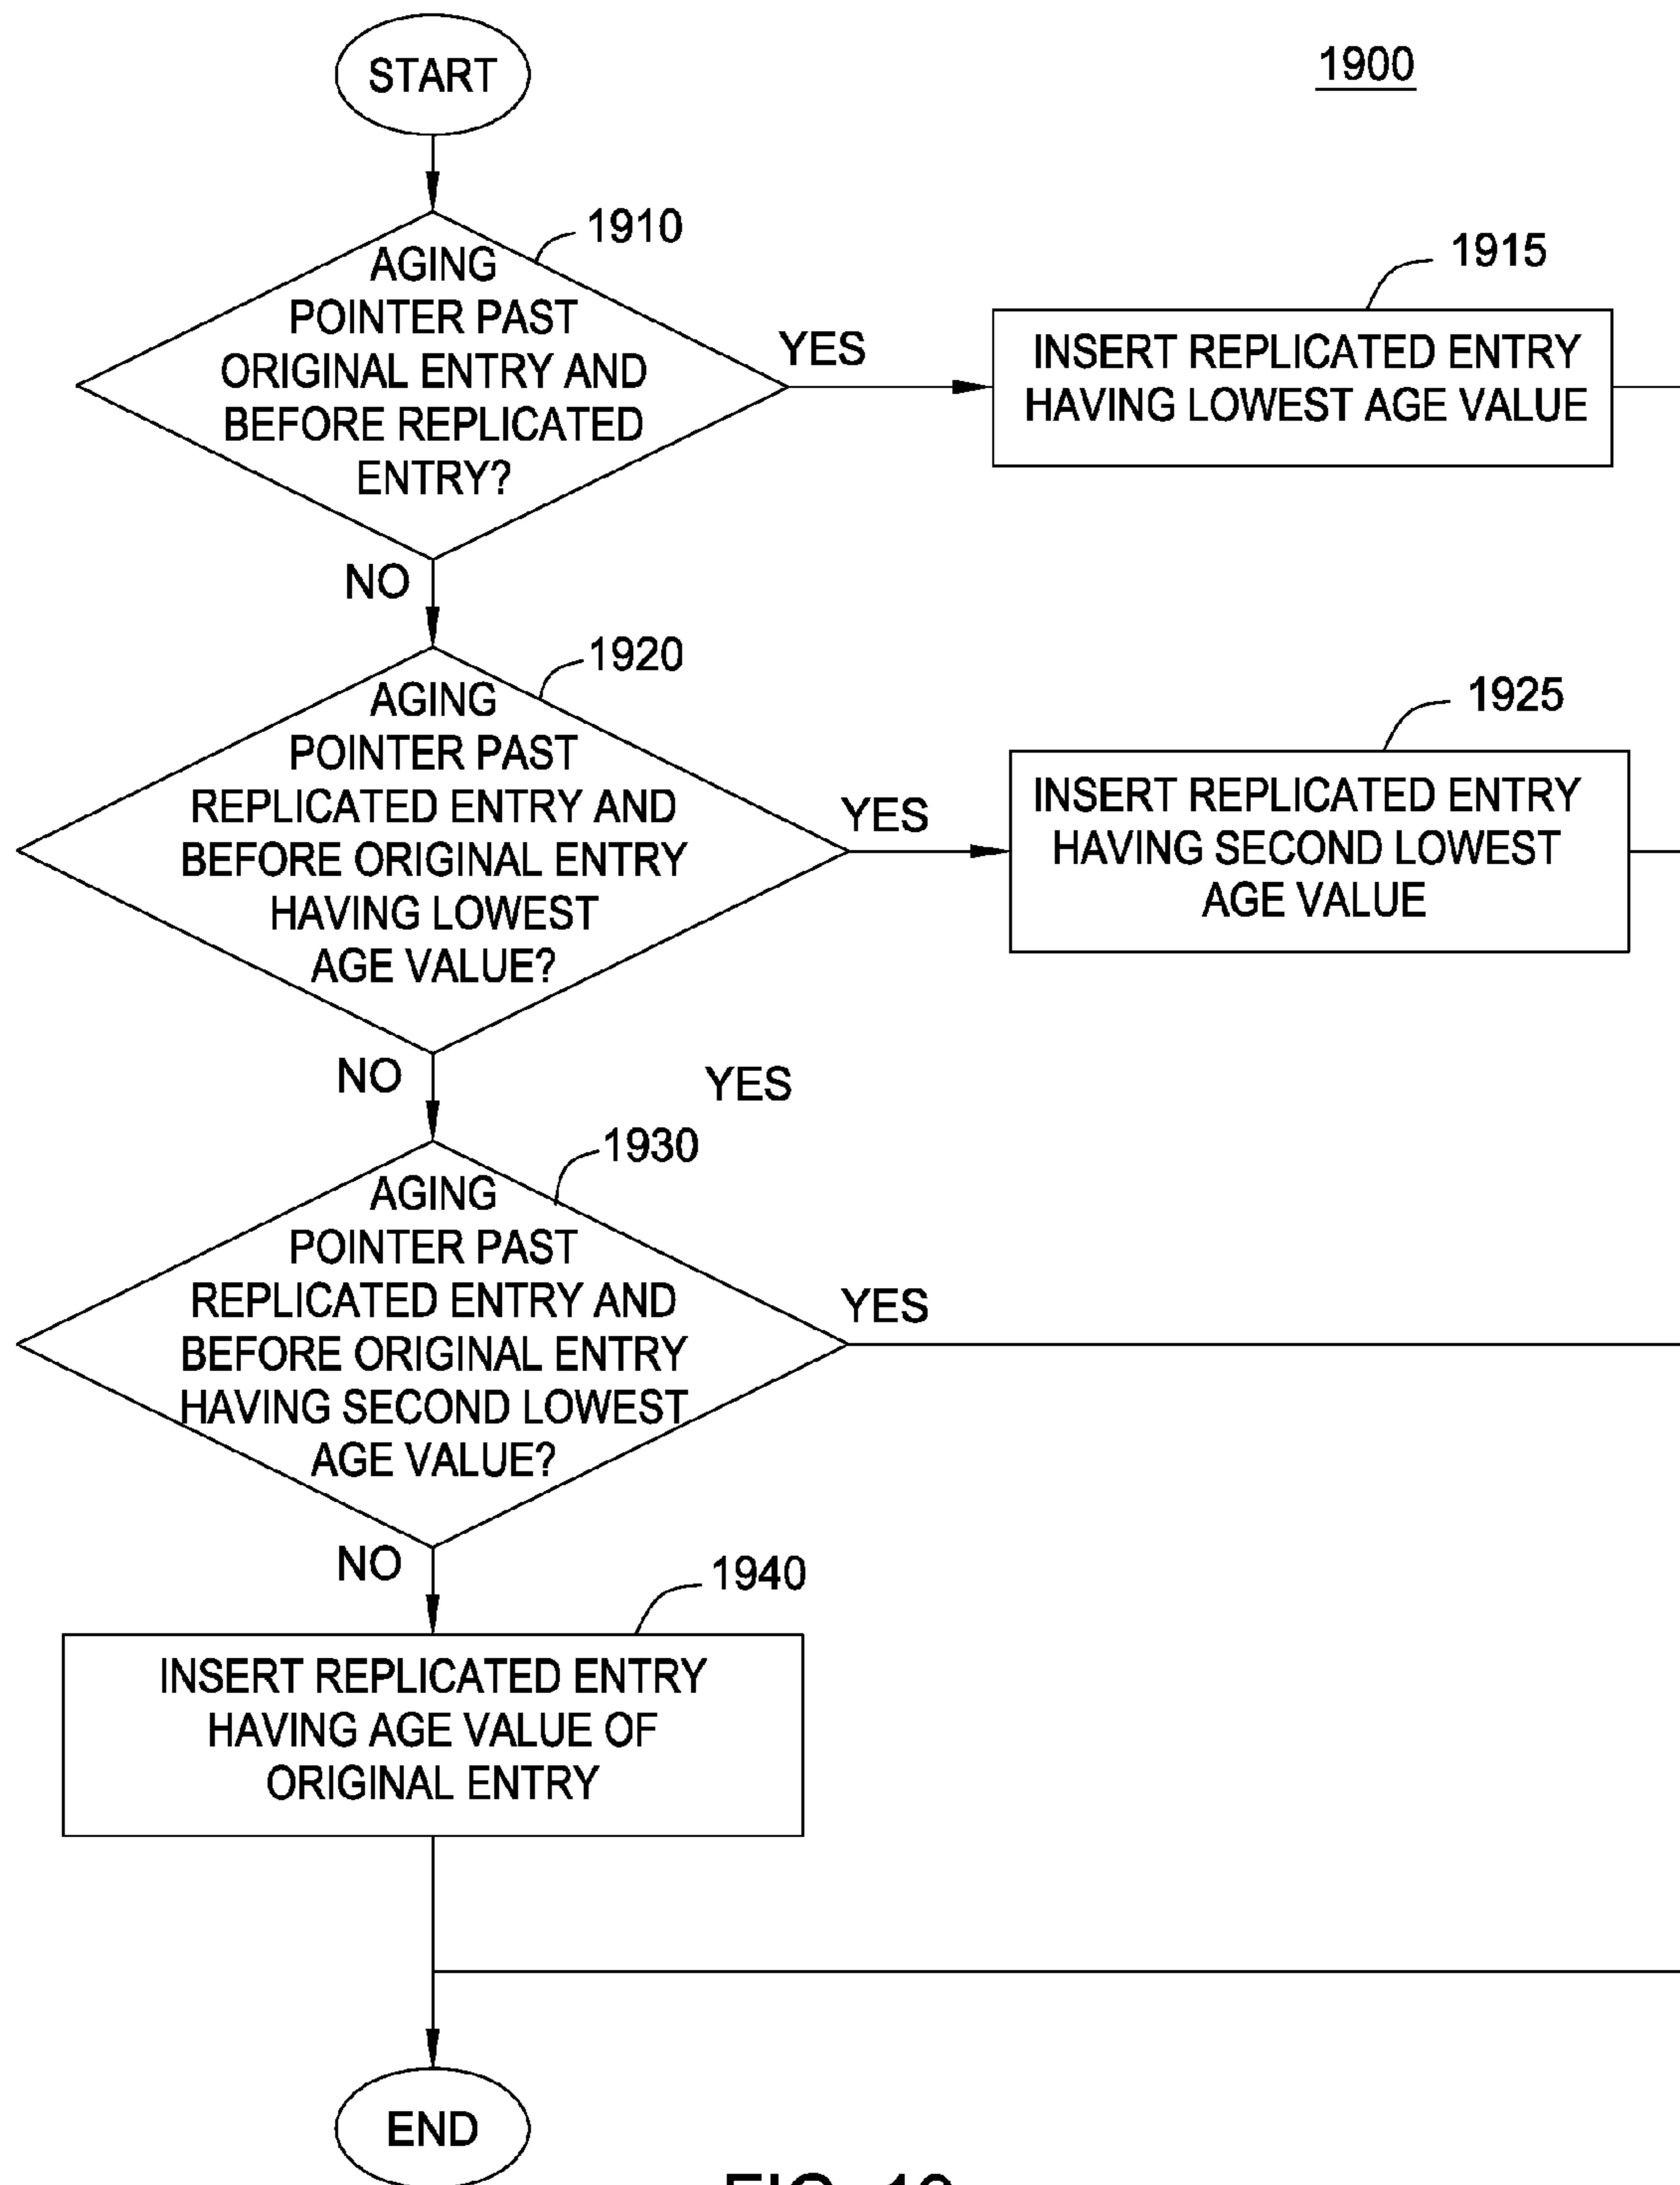 START
1900
1910
AGING
POINTER PAST
ORIGINAL ENTRY AND
BEFORE REPLICATED
ENTRY?
YES
1915
INSERT REPLICATED ENTRY
HAVING LOWEST AGE VALUE
NO
1920
AGING
POINTER PAST
REPLICATED ENTRY AND
BEFORE ORIGINAL ENTRY
HAVING LOWEST
AGE VALUE?
YES
1925
INSERT REPLICATED ENTRY
HAVING SECOND LOWEST
AGE VALUE
NO
YES
1930
AGING
POINTER PAST
REPLICATED ENTRY AND
BEFORE ORIGINAL ENTRY
HAVING SECOND LOWEST
AGE VALUE?
YES
NO
1940
INSERT REPLICATED ENTRY
HAVING AGE VALUE OF
ORIGINAL ENTRY
END